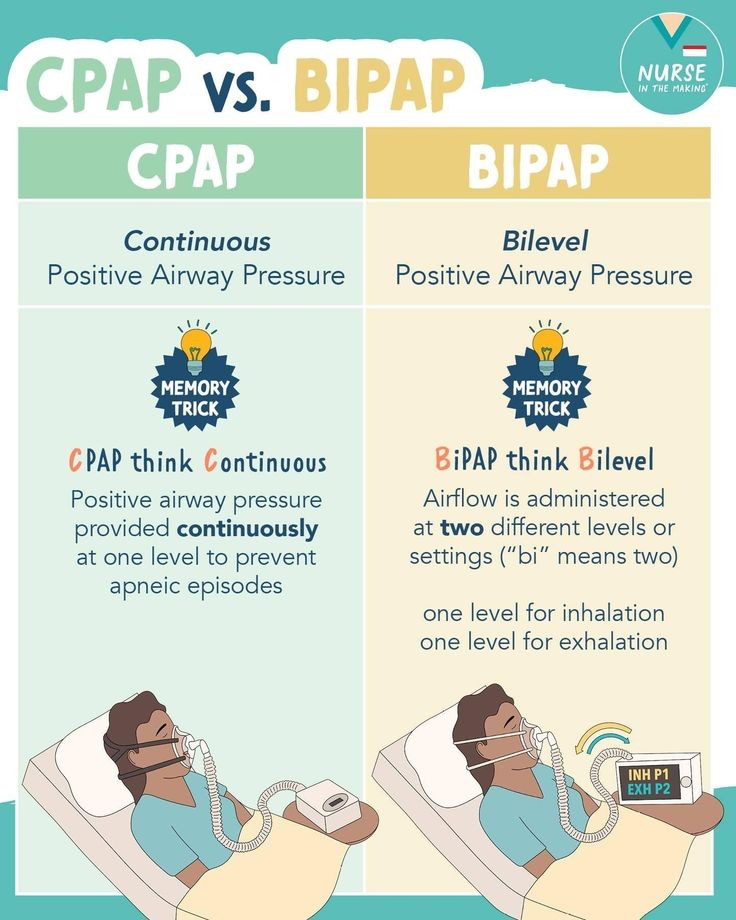 CPAP vs. BIPAP
NURSE
IN THE MAKING®
CPAP
Continuous
Positive Airway Pressure
MEMORY
TRICK
CPAP think Continuous
Positive airway pressure
provided continuously
at one level to prevent
apneic episodes
BIPAP
Bilevel
Positive Airway Pressure
MEMORY
TRICK
BiPAP think Bilevel
Airflow is administered
at two different levels or
settings (“bi” means two)
one level for inhalation
one level for exhalation
INH P1
EXH P2